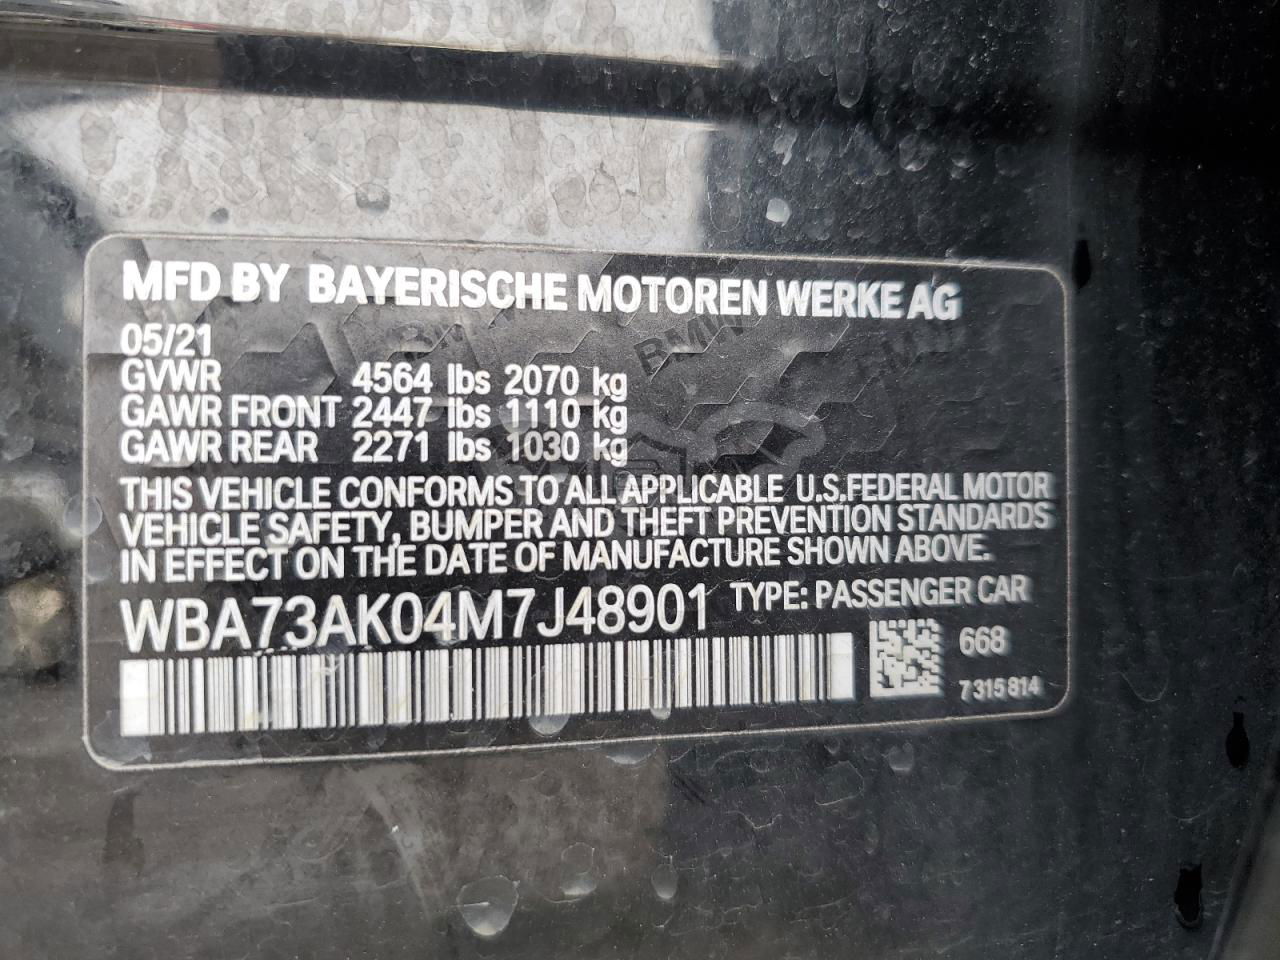 MFD BY BAYERISCHE MOTOREN WERKE AG
05/21
GVWR 4564 lbs 2070 kg
GAWR FRONT 2447 lbs 1110 kg
GAWR REAR 2271 lbs 1030 kg
THIS VEHICLE CONFORMS TO ALL APPLICABLE U.S.FEDERAL MOTOR
VEHICLE SAFETY, BUMPER AND THEFT PREVENTION STANDARDS
IN EFFECT ON THE DATE OF MANUFACTURE SHOWN ABOVE.
WBA73AK04M7J48901 TYPE: PASSENGER CAR
668
7 315 814
BMW
BMW